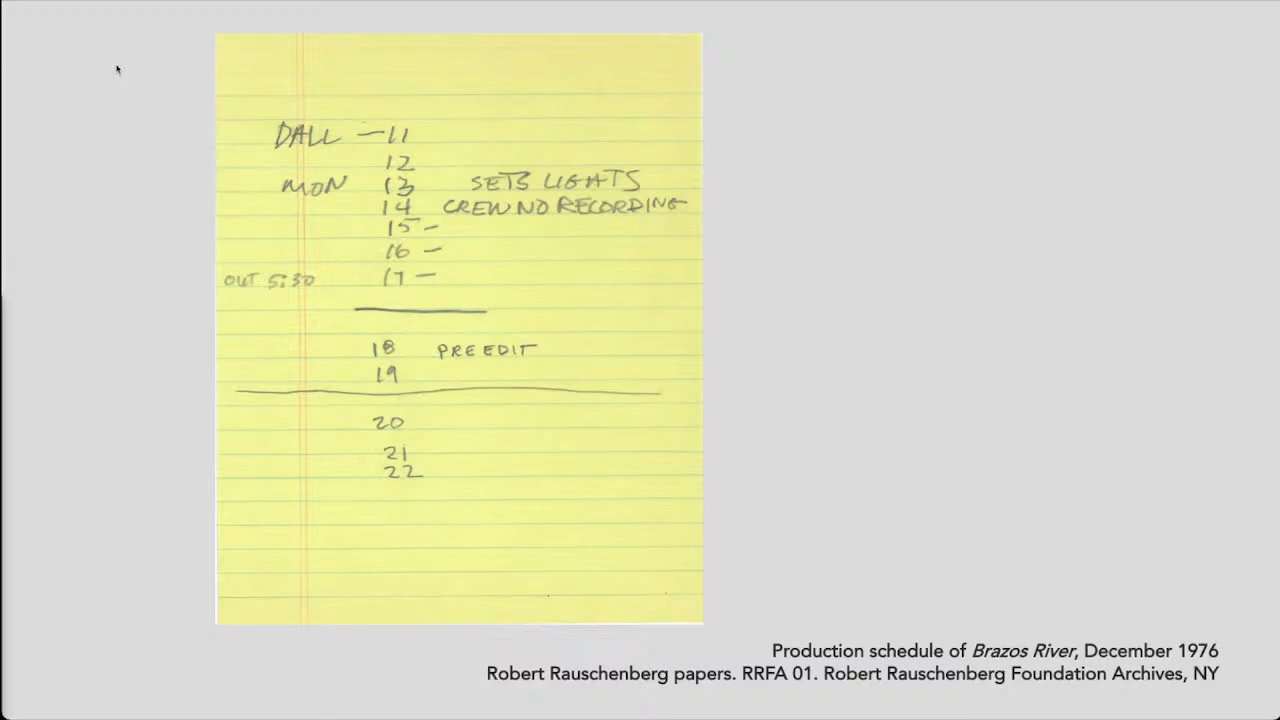 DALL — 11
12
MON 13 SETS LIGHTS
14 CREW NO RECORDING
15 –
16 –
OUT 5:30 17 –
18 PRE EDIT
19
20
21
22
Production schedule of Brazos River, December 1976
Robert Rauschenberg papers. RRFA 01. Robert Rauschenberg Foundation Archives, NY